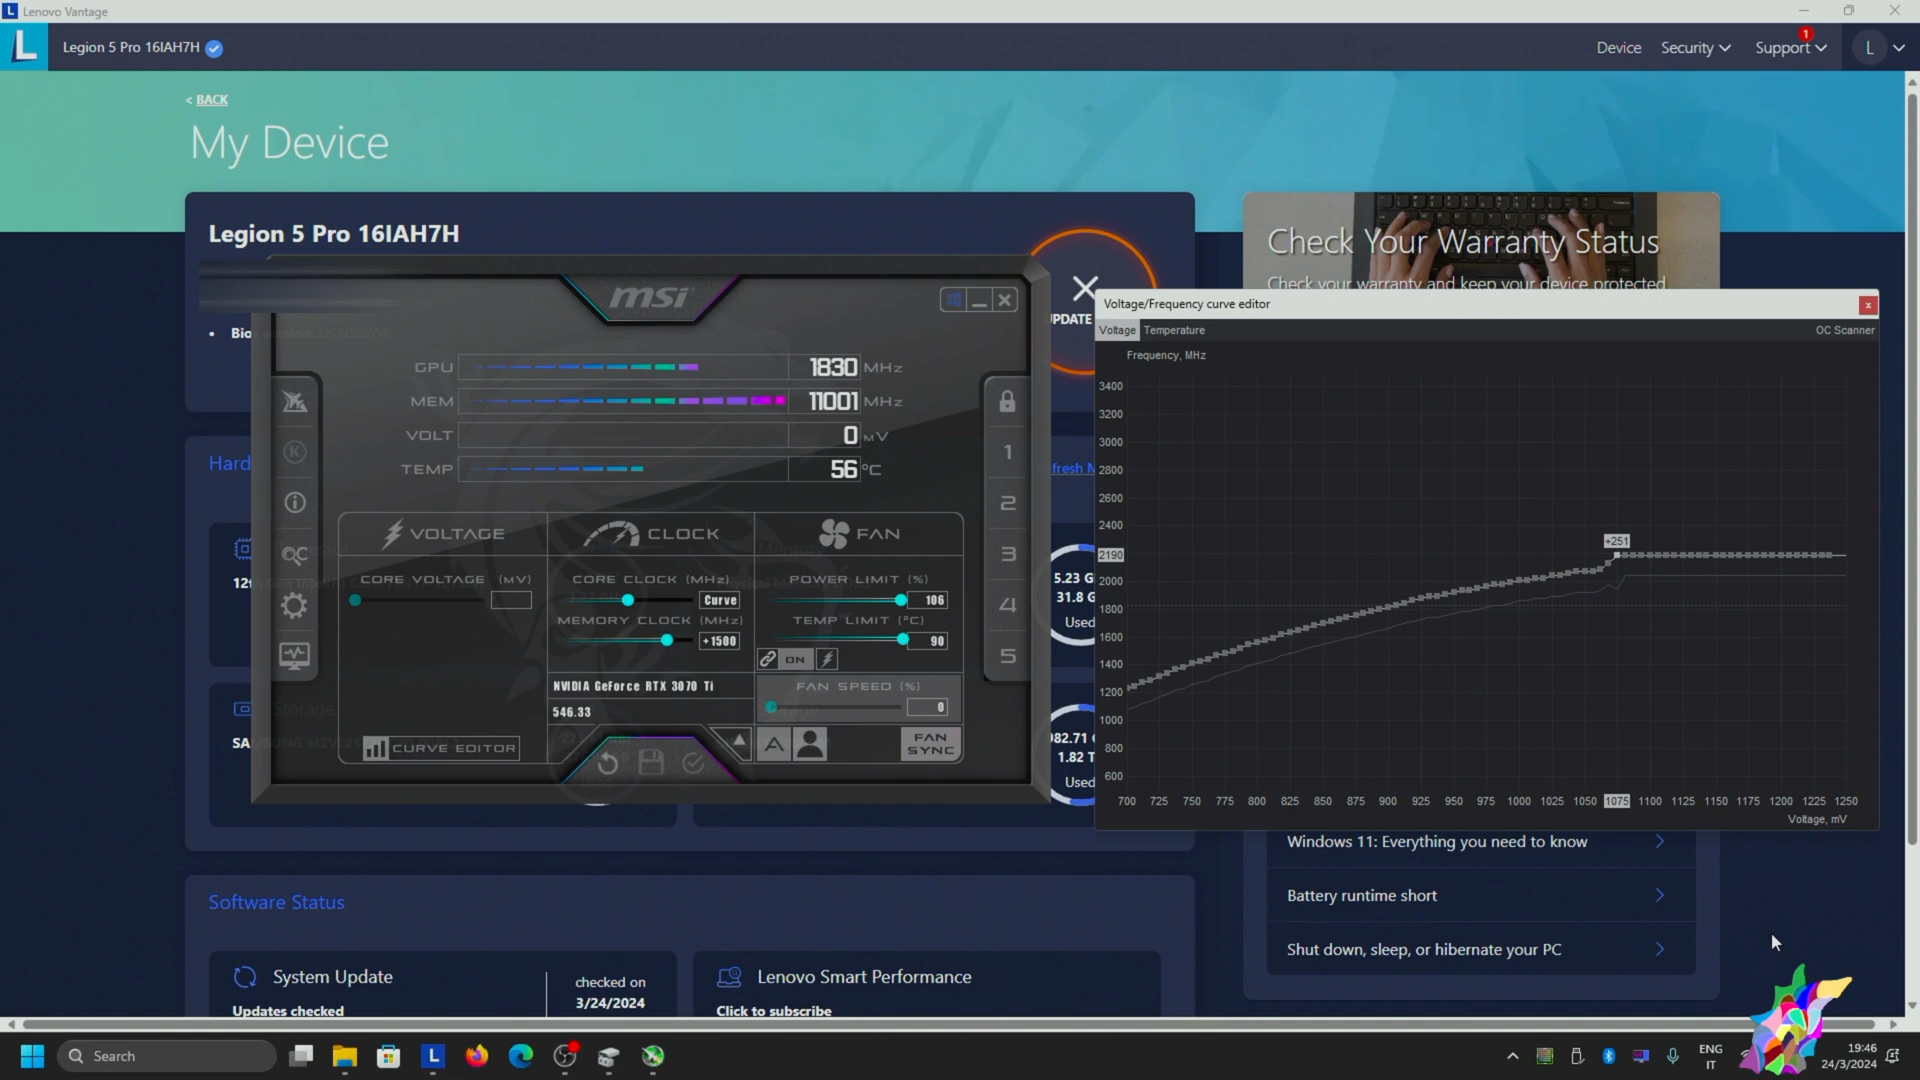 Lenovo Vantage
Legion 5 Pro 16IAH7H
Device
Security
Support
1
L
< BACK
My Device
Legion 5 Pro 16IAH7H
Check Your Warranty Status
Check your warranty and keep your device protected
msi
UPDATE
GPU
1830 MHz
MEM
11001 MHz
VOLT
0 MV
TEMP
56 °C
K
OC
1
2
3
4
5
Hard
VOLTAGE
CLOCK
FAN
CORE VOLTAGE (MV)
CORE CLOCK (MHz)
Curve
MEMORY CLOCK (MHz)
+1500
POWER LIMIT (%)
106
TEMP LIMIT (°C)
90
ON
FAN SPEED (%)
0
NVIDIA GeForce RTX 3070 Ti
546.33
CURVE EDITOR
A
FAN SYNC
5.23 G
31.8 G
Used
1.82 T
Used
Voltage/Frequency curve editor
x
Voltage
Temperature
OC Scanner
Frequency, MHz
3400
3200
3000
2800
2600
2400
2190
2000
1800
1600
1400
1200
1000
800
600
+251
700 725 750 775 800 825 850 875 900 925 950 975 1000 1025 1050 1075 1100 1125 1150 1175 1200 1225 1250
Voltage, mV
Windows 11: Everything you need to know
Battery runtime short
Shut down, sleep, or hibernate your PC
Software Status
System Update
Updates checked
checked on
3/24/2024
Lenovo Smart Performance
Click to subscribe
Search
L
ENG
IT
19:46
24/3/2024